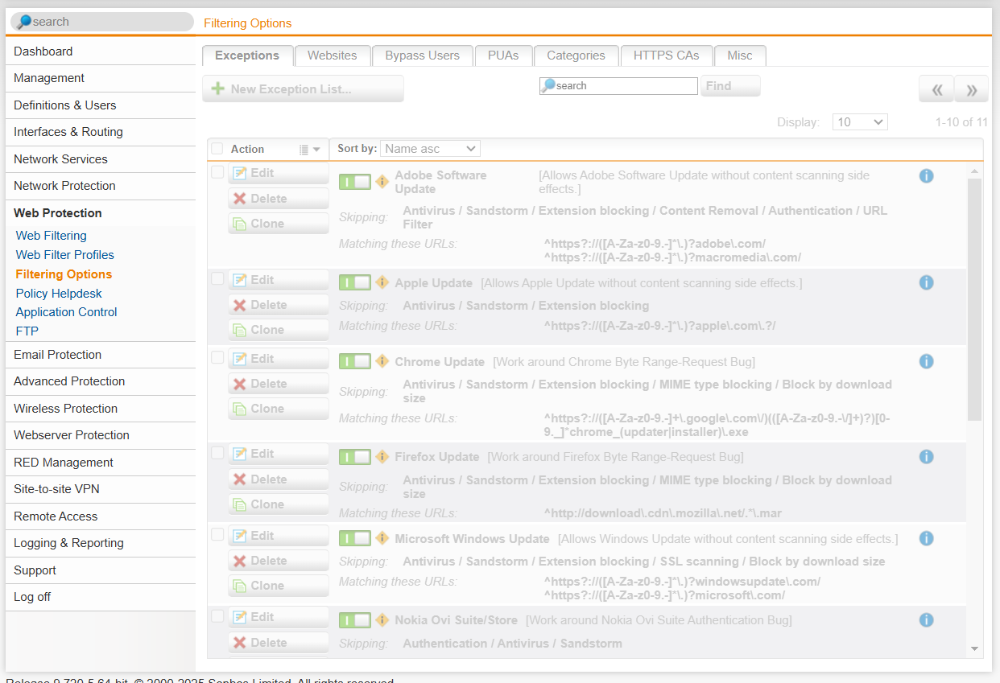 search
Filtering Options
Dashboard
Management
Definitions & Users
Interfaces & Routing
Network Services
Network Protection
Web Protection
Web Filtering
Web Filter Profiles
Filtering Options
Policy Helpdesk
Application Control
FTP
Email Protection
Advanced Protection
Wireless Protection
Webserver Protection
RED Management
Site-to-site VPN
Remote Access
Logging & Reporting
Support
Log off
Exceptions Websites Bypass Users PUAs Categories HTTPS CAs Misc
New Exception List... search Find « »
Display: 10 1-10 of 11
Action Sort by: Name asc
Edit
Delete
Clone
Adobe Software [Allows Adobe Software Update without content scanning side
Update effects.]
Skipping: Antivirus / Sandstorm / Extension blocking / Content Removal / Authentication / URL
Filter
Matching these URLs: ^https?://([A-Za-z0-9.-]*\.)?adobe\.com/
^https?://([A-Za-z0-9.-]*\.)?macromedia\.com/
Edit
Delete
Clone
Apple Update [Allows Apple Update without content scanning side effects.]
Skipping: Antivirus / Sandstorm / Extension blocking
Matching these URLs: ^https?://([A-Za-z0-9.-]*\.)?apple\.com\.?/
Edit
Delete
Clone
Chrome Update [Work around Chrome Byte Range-Request Bug]
Skipping: Antivirus / Sandstorm / Extension blocking / MIME type blocking / Block by download
size
Matching these URLs: ^https?://([A-Za-z0-9.-]+\.google\.com\/)(([A-Za-z0-9.-\/]+)?)[0-
9._]*chrome_(updater|installer)\.exe
Edit
Delete
Clone
Firefox Update [Work around Firefox Byte Range-Request Bug]
Skipping: Antivirus / Sandstorm / Extension blocking / MIME type blocking / Block by download
size
Matching these URLs: ^http://download\.cdn\.mozilla\.net/.*\.mar
Edit
Delete
Clone
Microsoft Windows Update [Allows Windows Update without content scanning side effects.]
Skipping: Antivirus / Sandstorm / Extension blocking / SSL scanning / Block by download size
Matching these URLs: ^https?://([A-Za-z0-9.-]*\.)?windowsupdate\.com/
^https?://([A-Za-z0-9.-]*\.)?microsoft\.com/
Edit
Delete
Nokia Ovi Suite/Store [Work around Nokia Ovi Suite Authentication Bug]
Skipping: Authentication / Antivirus / Sandstorm
Release 9.720-5 64-bit. © 2000-2025 Sophos Limited. All rights reserved.